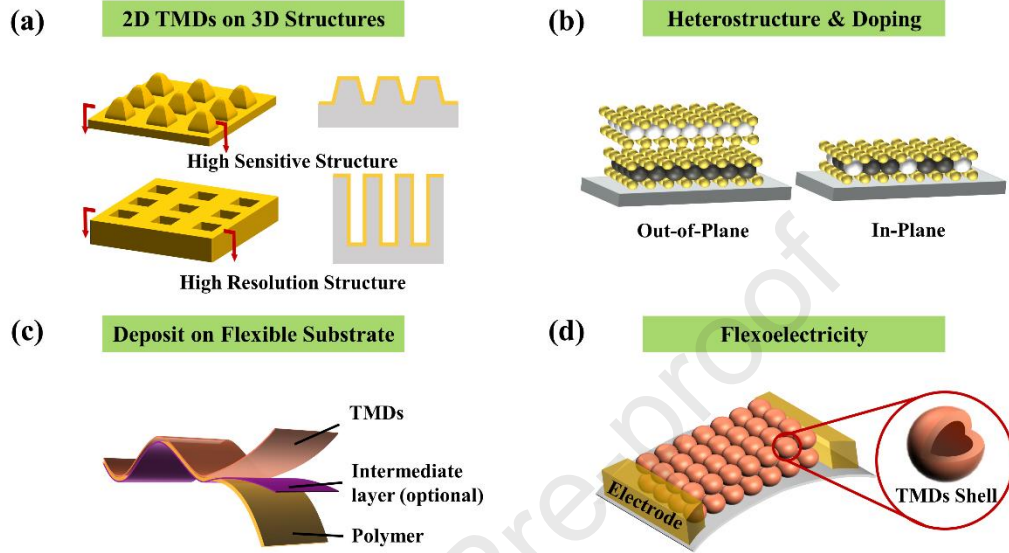 (a)
2D TMDs on 3D Structures
High Sensitive Structure
High Resolution Structure
(b)
Heterostructure & Doping
Out-of-Plane
In-Plane
(c)
Deposit on Flexible Substrate
TMDs
Intermediate
layer (optional)
Polymer
(d)
Flexoelectricity
Electrode
TMDs Shell
Pre-proof